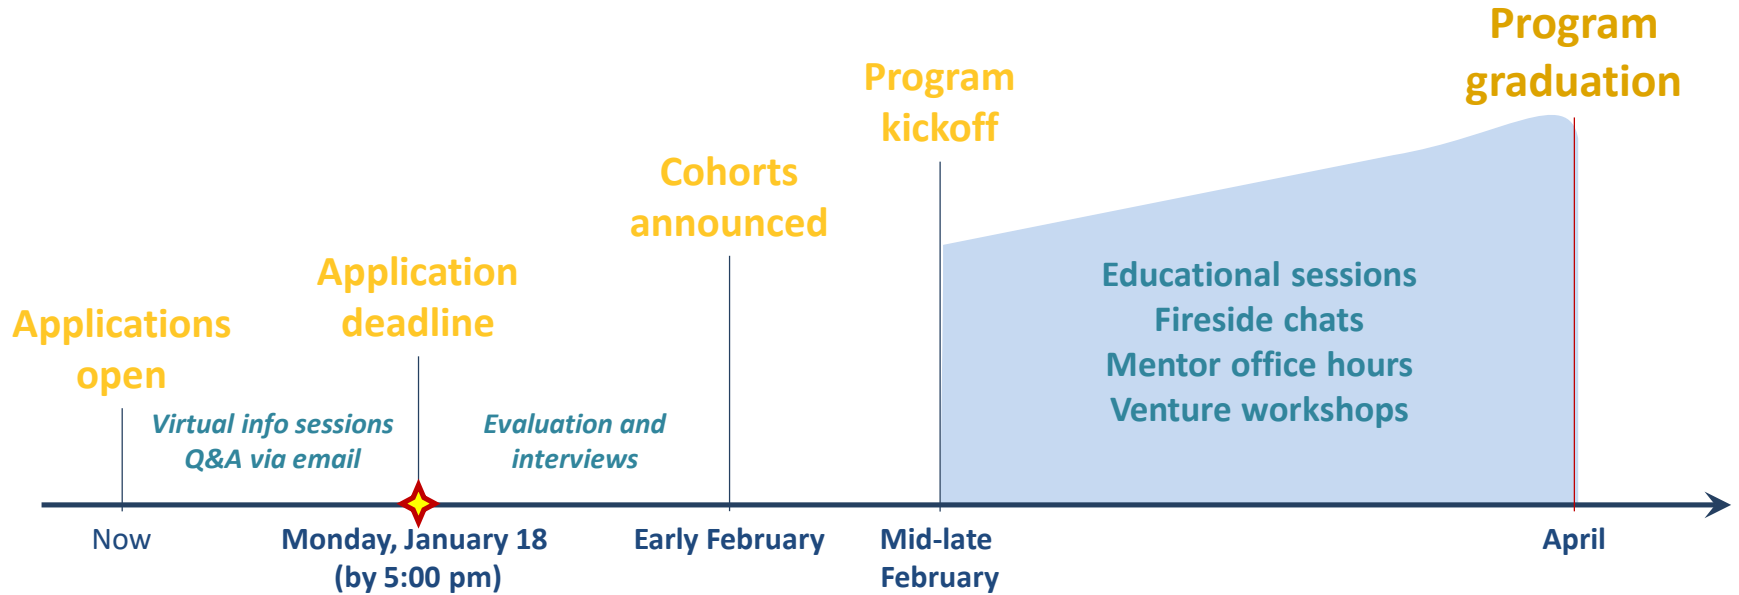 Applications
open
Now
Virtual info sessions
Q&A via email
Application
deadline
Monday, January 18
(by 5:00 pm)
Evaluation and
interviews
Cohorts
announced
Early February
Program
kickoff
Mid-late
February
Educational sessions
Fireside chats
Mentor office hours
Venture workshops
Program
graduation
April